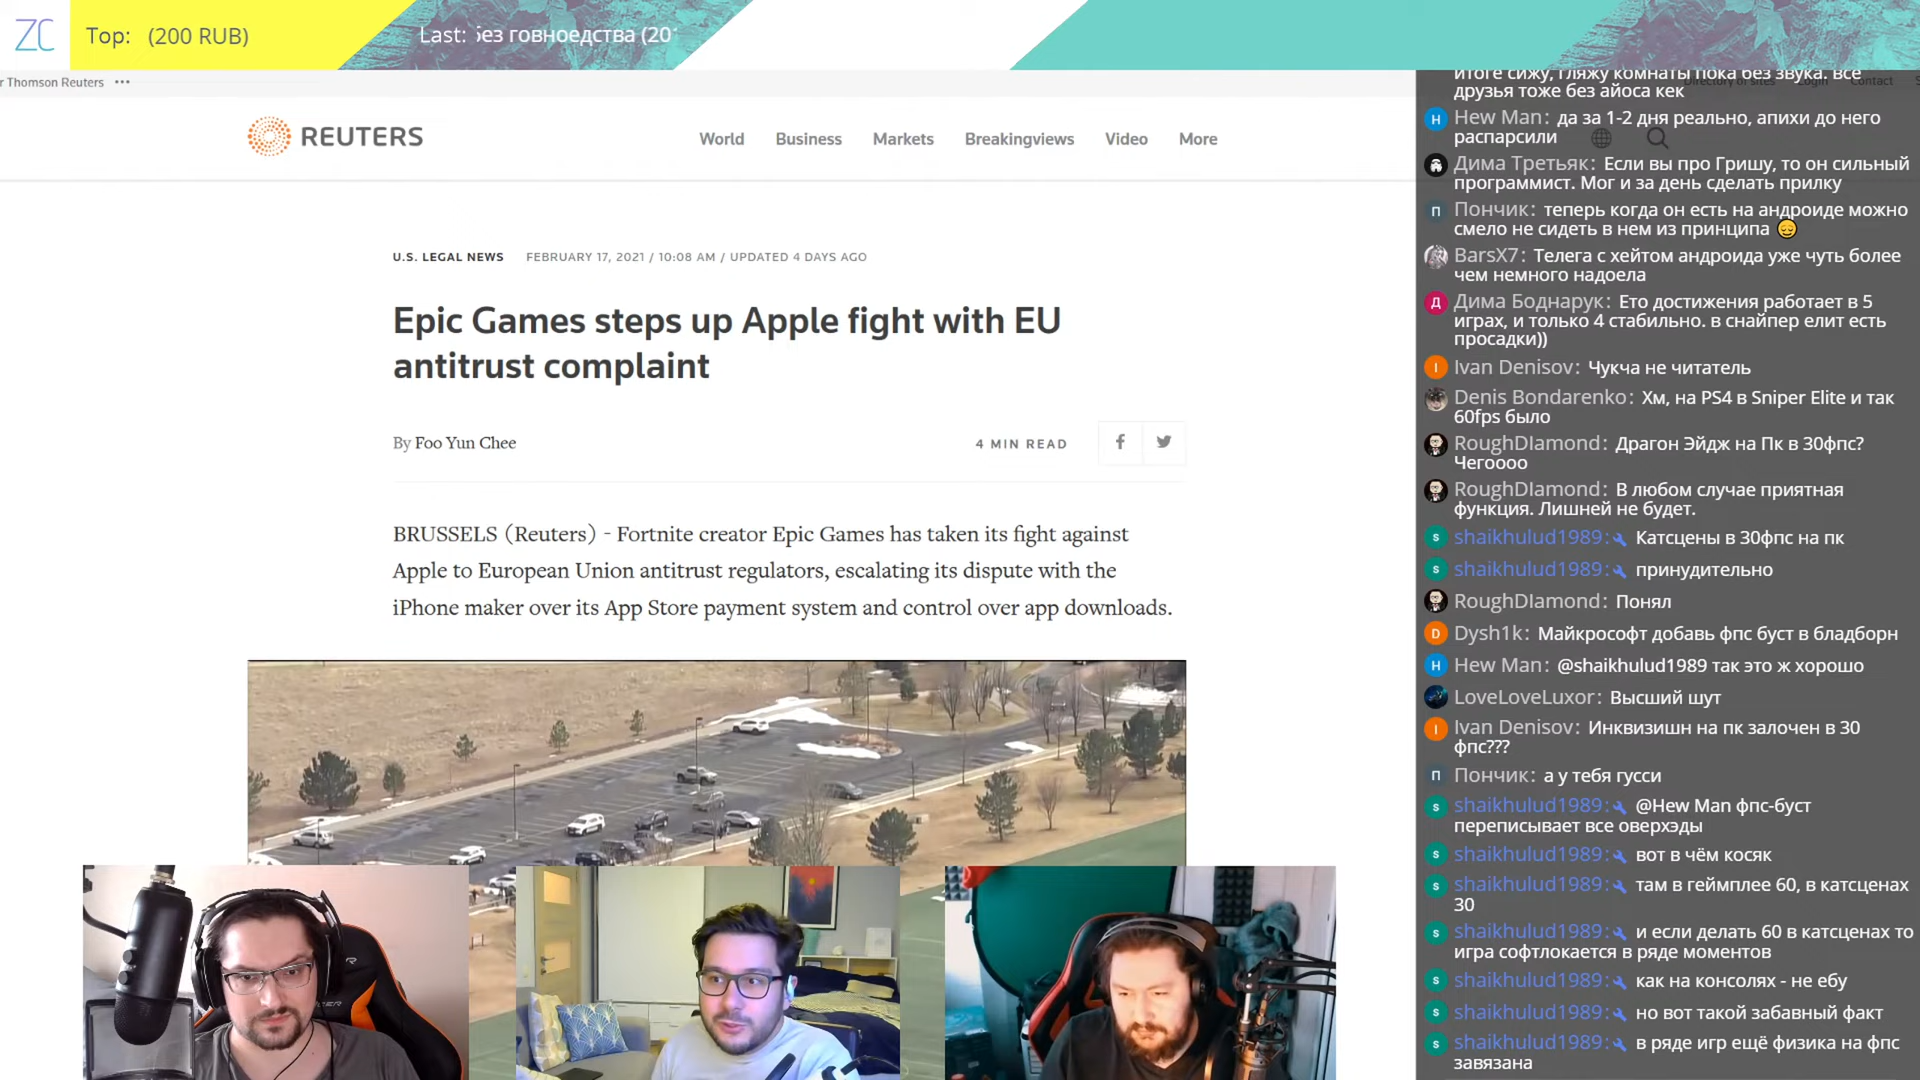 ZC
Top: (200 RUB)
Last: без говноедства (20
r Thomson Reuters •••
REUTERS
World Business Markets Breakingviews Video More
U.S. LEGAL NEWS FEBRUARY 17, 2021 / 10:08 AM / UPDATED 4 DAYS AGO
Epic Games steps up Apple fight with EU
antitrust complaint
By Foo Yun Chee
4 MIN READ
BRUSSELS (Reuters) - Fortnite creator Epic Games has taken its fight against
Apple to European Union antitrust regulators, escalating its dispute with the
iPhone maker over its App Store payment system and control over app downloads.
Directory of sites Login Contact
итоге сижу, гляжу комнаты пока без звука. все
друзья тоже без айоса кек
Hew Man: да за 1-2 дня реально, апихи до него
распарсили
Дима Третьяк: Если вы про Гришу, то он сильный
программист. Мог и за день сделать прилку
Пончик: теперь когда он есть на андроиде можно
смело не сидеть в нем из принципа 😌
BarsX7: Телега с хейтом андроида уже чуть более
чем немного надоела
Дима Боднарук: Ето достижения работает в 5
играх, и только 4 стабильно. в снайпер елит есть
просадки))
Ivan Denisov: Чукча не читатель
Denis Bondarenko: Хм, на PS4 в Sniper Elite и так
60fps было
RoughDIamond: Драгон Эйдж на Пк в 30фпс?
Чегоооо
RoughDIamond: В любом случае приятная
функция. Лишней не будет.
shaikhulud1989: Катсцены в 30фпс на пк
shaikhulud1989: принудительно
RoughDIamond: Понял
Dysh1k: Майкрософт добавь фпс буст в бладборн
Hew Man: @shaikhulud1989 так это ж хорошо
LoveLoveLuxor: Высший шут
Ivan Denisov: Инквизишн на пк залочен в 30
фпс???
Пончик: а у тебя гусси
shaikhulud1989: @Hew Man фпс-буст
переписывает все оверхэды
shaikhulud1989: вот в чём косяк
shaikhulud1989: там в геймплее 60, в катсценах
30
shaikhulud1989: и если делать 60 в катсценах то
игра софтлокается в ряде моментов
shaikhulud1989: как на консолях - не ебу
shaikhulud1989: но вот такой забавный факт
shaikhulud1989: в ряде игр ещё физика на фпс
завязана